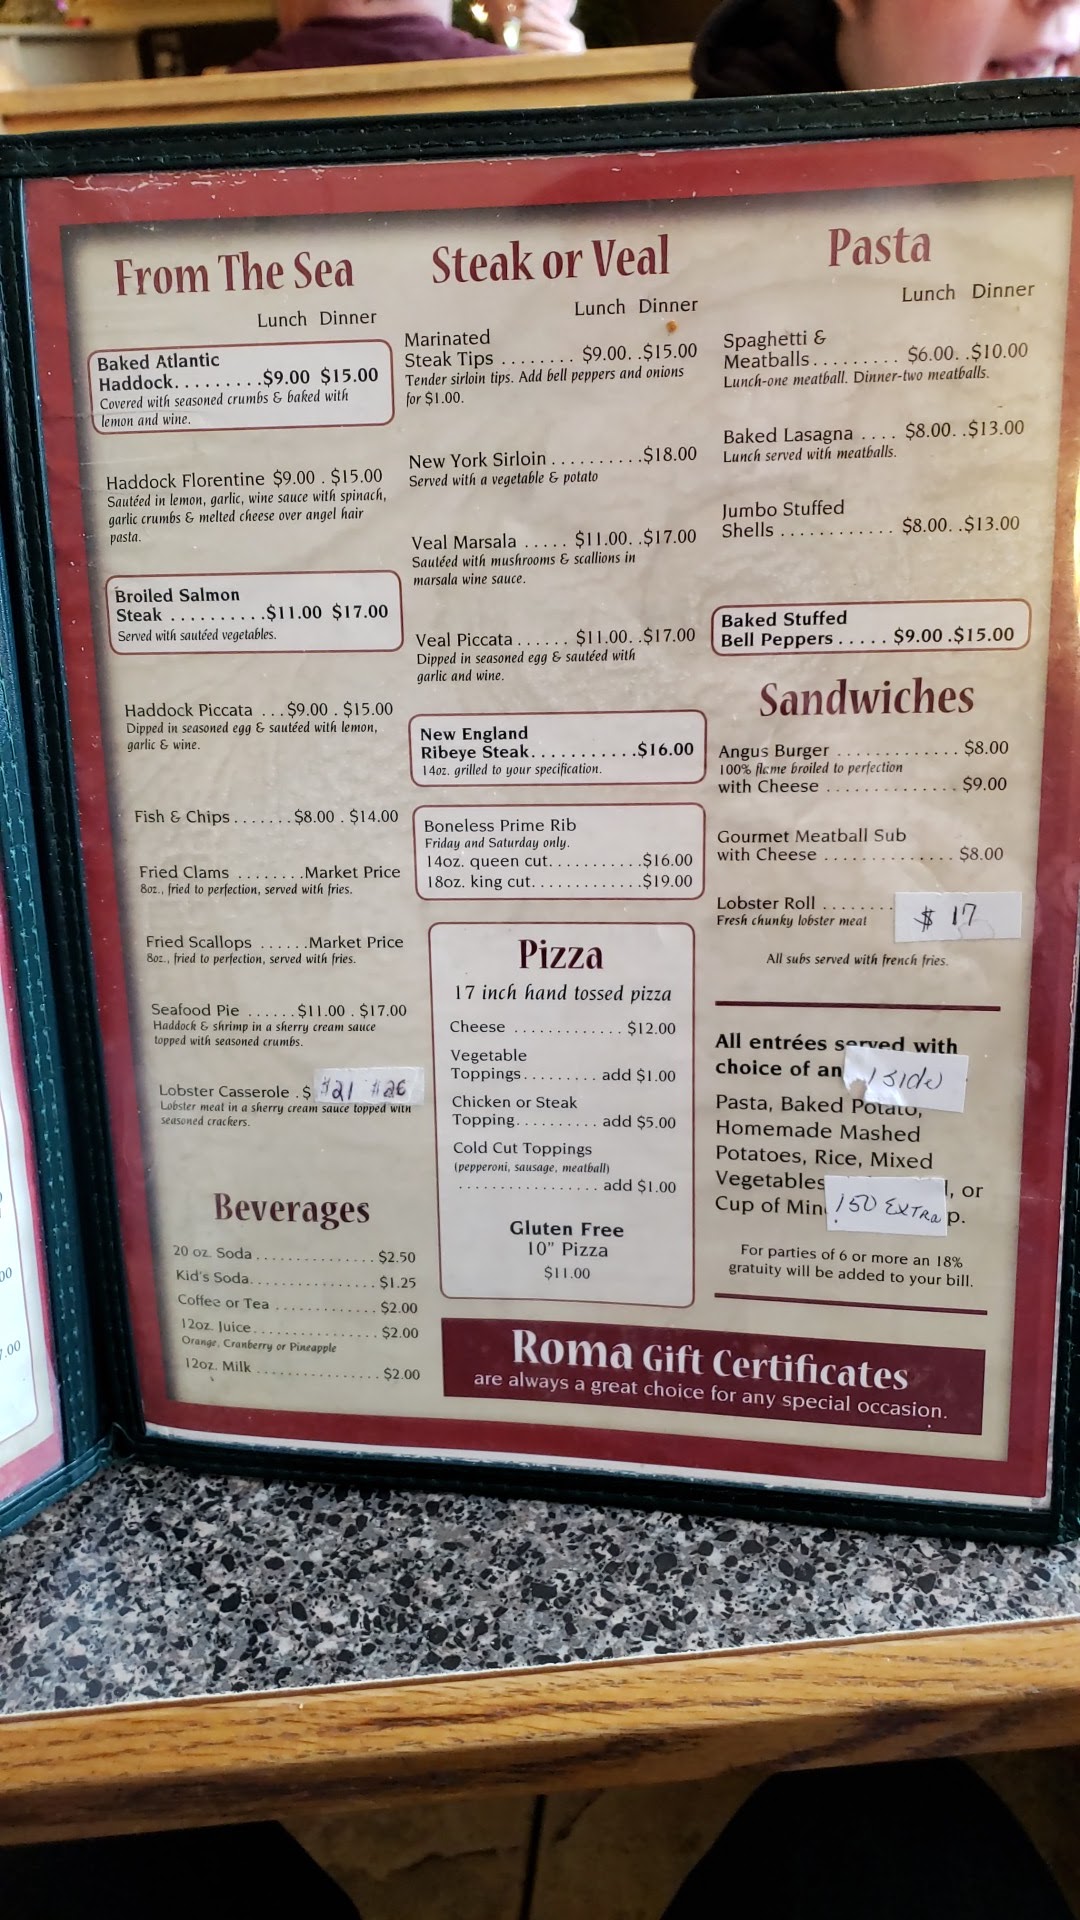 From The Sea
Lunch Dinner
Baked Atlantic
Haddock.........$9.00 $15.00
Covered with seasoned crumbs & baked with
lemon and wine.
Haddock Florentine $9.00 . $15.00
Sautéed in lemon, garlic, wine sauce with spinach,
garlic crumbs & melted cheese over angel hair
pasta.
Broiled Salmon
Steak ..........$11.00 $17.00
Served with sautéed vegetables.
Haddock Piccata ...$9.00 . $15.00
Dipped in seasoned egg & sautéed with lemon,
garlic & wine.
Fish & Chips.......$8.00 . $14.00
Fried Clams ........Market Price
8oz., fried to perfection, served with fries.
Fried Scallops ......Market Price
8oz., fried to perfection, served with fries.
Seafood Pie ......$11.00 . $17.00
Haddock & shrimp in a sherry cream sauce
topped with seasoned crumbs.
Lobster Casserole .$ $21 $26
Lobster meat in a sherry cream sauce topped with
seasoned crackers.
Beverages
20 oz. Soda ................ $2.50
Kid's Soda................. $1.25
Coffee or Tea .............. $2.00
12oz. Juice................. $2.00
Orange, Cranberry or Pineapple
12oz. Milk ................. $2.00
Steak or Veal
Lunch Dinner
Marinated
Steak Tips ........ $9.00. .$15.00
Tender sirloin tips. Add bell peppers and onions
for $1.00.
New York Sirloin ..........$18.00
Served with a vegetable & potato
Veal Marsala ..... $11.00. .$17.00
Sautéed with mushrooms & scallions in
marsala wine sauce.
Veal Piccata...... $11.00. .$17.00
Dipped in seasoned egg & sautéed with
garlic and wine.
New England
Ribeye Steak...........$16.00
14oz. grilled to your specification.
Boneless Prime Rib
Friday and Saturday only.
14oz. queen cut..........$16.00
18oz. king cut............$19.00
Pizza
17 inch hand tossed pizza
Cheese ............. $12.00
Vegetable
Toppings......... add $1.00
Chicken or Steak
Topping.......... add $5.00
Cold Cut Toppings
(pepperoni, sausage, meatball)
................. add $1.00
Gluten Free
10" Pizza
$11.00
Pasta
Lunch Dinner
Spaghetti &
Meatballs......... $6.00. .$10.00
Lunch-one meatball. Dinner-two meatballs.
Baked Lasagna .... $8.00. .$13.00
Lunch served with meatballs.
Jumbo Stuffed
Shells ............ $8.00. .$13.00
Baked Stuffed
Bell Peppers ..... $9.00 .$15.00
Sandwiches
Angus Burger ............. $8.00
100% flame broiled to perfection
with Cheese .............. $9.00
Gourmet Meatball Sub
with Cheese .............. $8.00
Lobster Roll ........ $ 17
Fresh chunky lobster meat
All subs served with french fries.
All entrées served with
choice of an 1 side
Pasta, Baked Potato,
Homemade Mashed
Potatoes, Rice, Mixed
Vegetables , or
Cup of Min 1.50 EXTRA p.
For parties of 6 or more an 18%
gratuity will be added to your bill.
Roma Gift Certificates
are always a great choice for any special occasion.